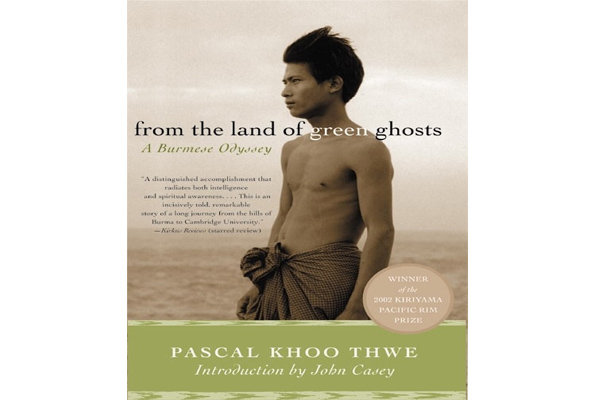 from the land of green ghosts
A Burmese Odyssey
"A distinguished accomplishment that
radiates both intelligence
and spiritual awareness. . . . This is an
incisively told, remarkable
story of a long journey from the hills of
Burma to Cambridge University."
—Kirkus Reviews (starred review)
WINNER
of the
2002 KIRIYAMA
PACIFIC RIM
PRIZE
PASCAL KHOO THWE
Introduction by John Casey